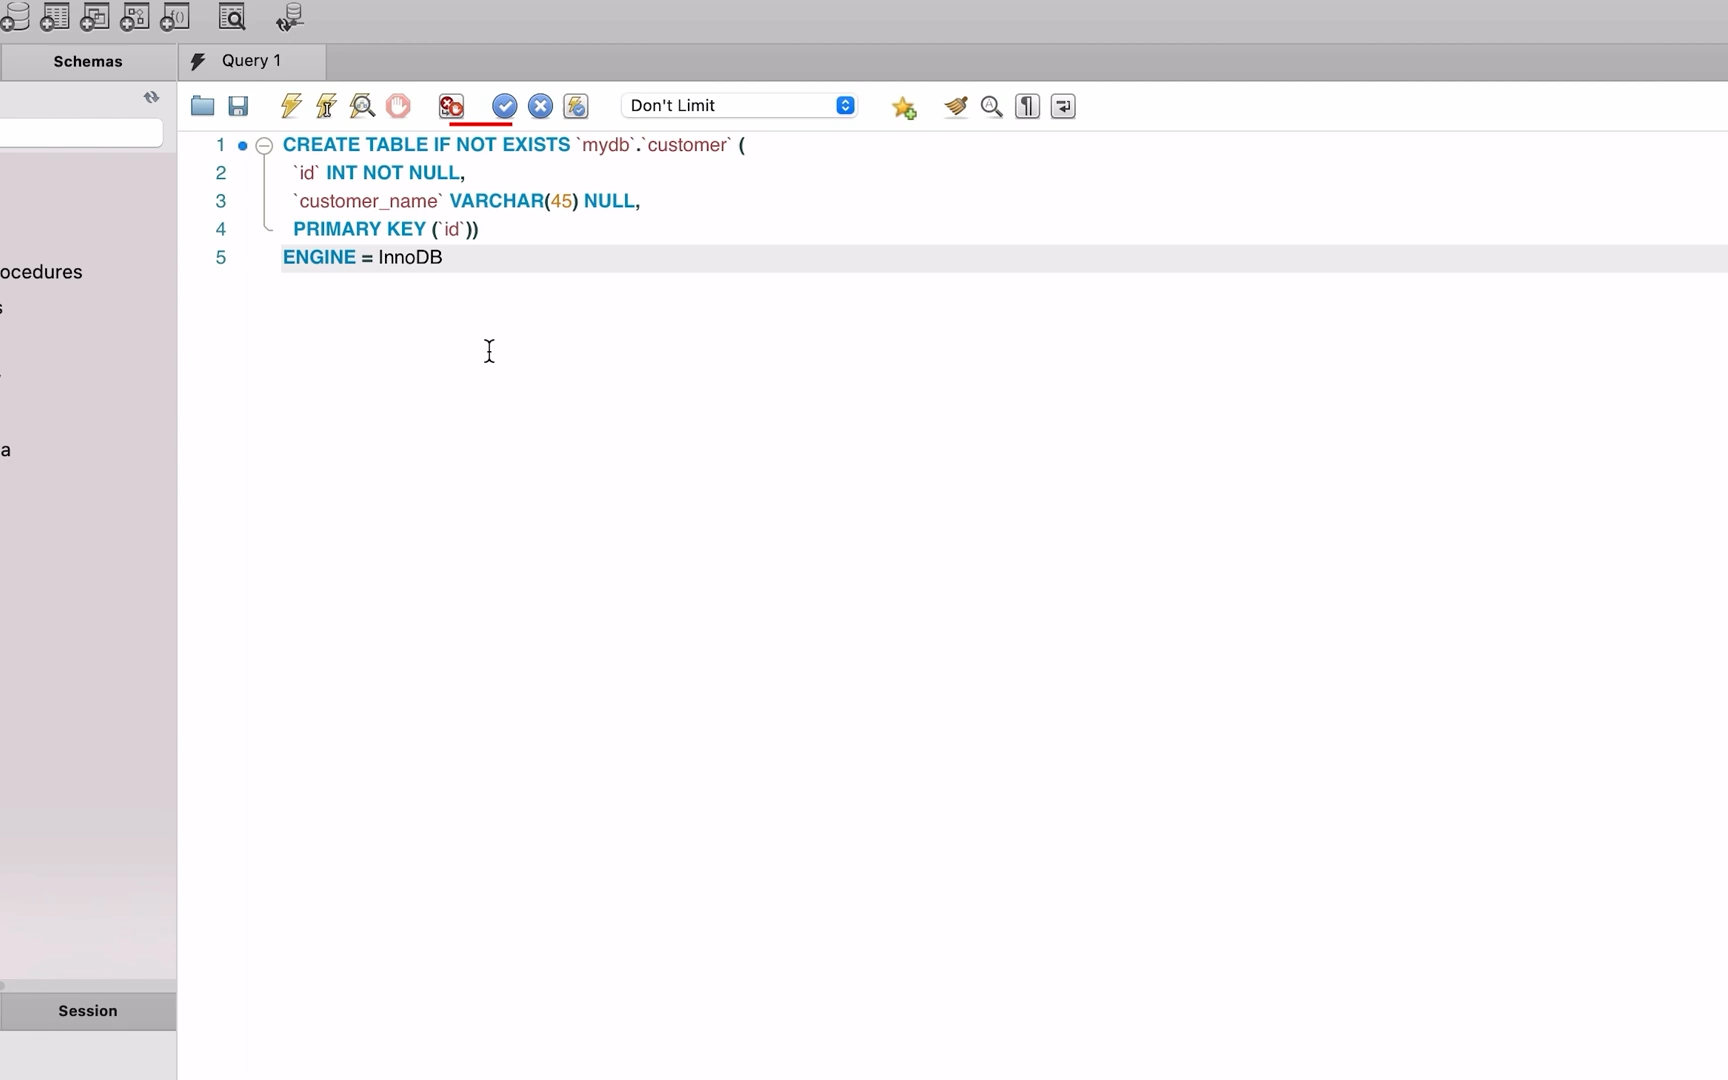 Schemas
Query 1
Don't Limit
1 CREATE TABLE IF NOT EXISTS `mydb`.`customer` (
2 `id` INT NOT NULL,
3 `customer_name` VARCHAR(45) NULL,
4 PRIMARY KEY (`id`))
5 ENGINE = InnoDB
ocedures
s
a
Session